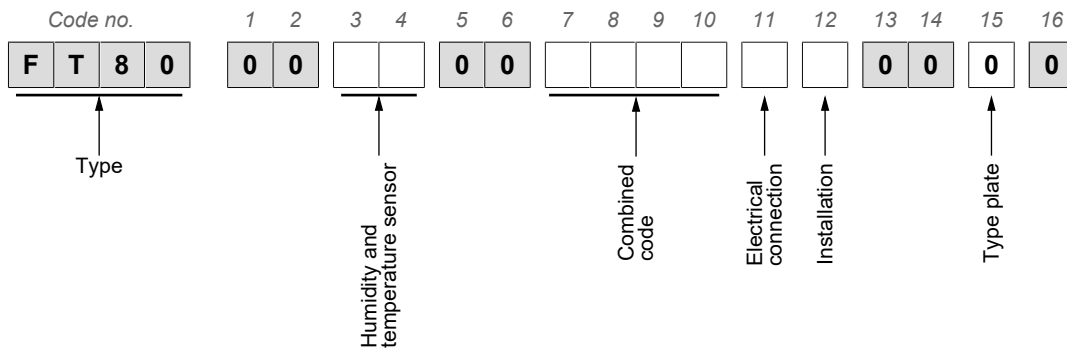 Code no. 1 2 3 4 5 6 7 8 9 10 11 12 13 14 15 16
F T 8 0 0 0 0 0 0 0 0 0
Type
Humidity and
temperature sensor
Combined
code
Electrical
connection
Installation
Type plate